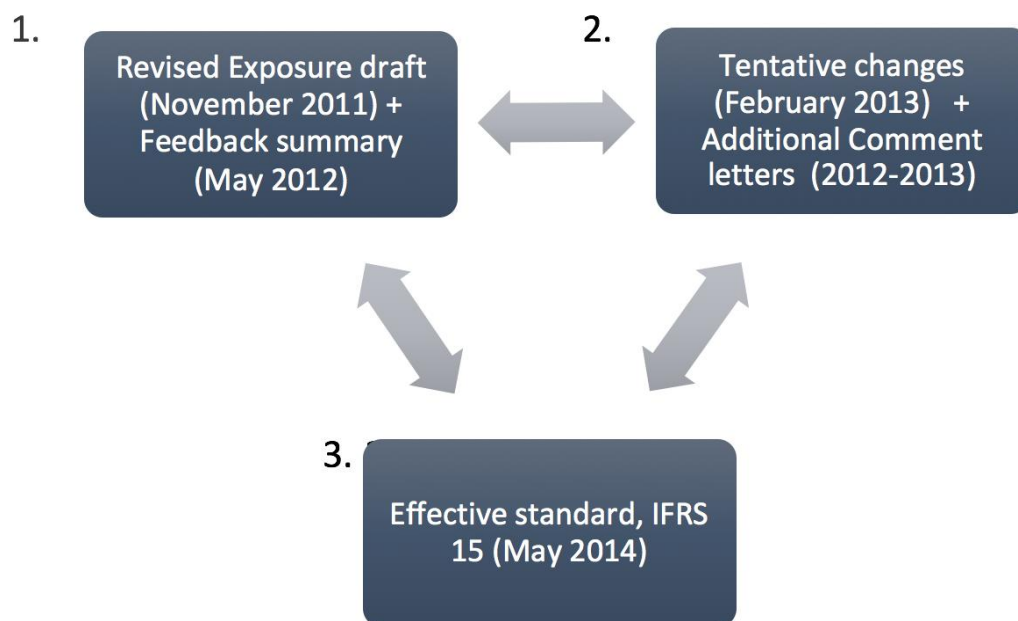 1.
Revised Exposure draft
(November 2011) +
Feedback summary
(May 2012)
2.
Tentative changes
(February 2013) +
Additional Comment
letters (2012-2013)
3.
Effective standard, IFRS
15 (May 2014)